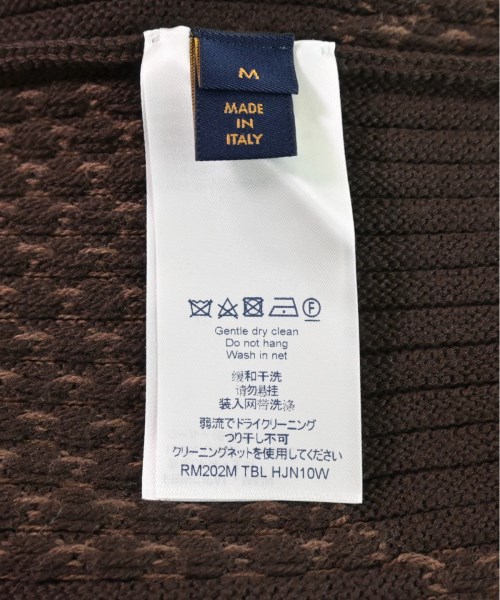 M
MADE
IN
ITALY
F
Gentle dry clean
Do not hang
Wash in net
缓和干洗
请勿悬挂
装入网带洗涤
弱流でドライクリーニング
つり干し不可
クリーニングネットを使用してください
RM202M TBL HJN10W